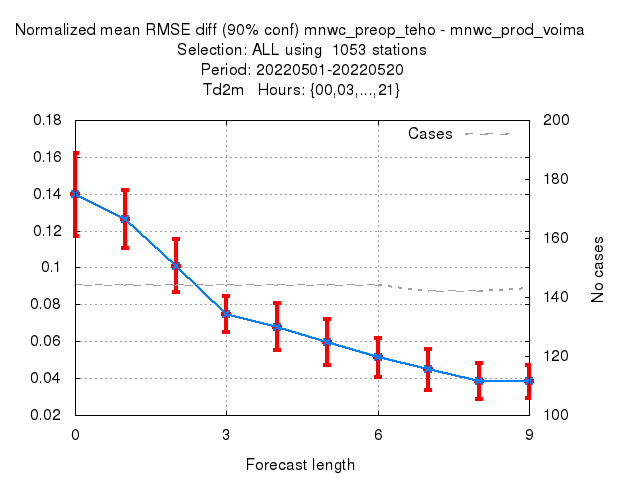 Normalized mean RMSE diff (90% conf) mnwc_preop_teho - mnwc_prod_voima
Selection: ALL using  1053 stations
Period: 20220501-20220520
Td2m   Hours: {00,03,...,21}
Cases
0.18
0.16
0.14
0.12
0.1
0.08
0.06
0.04
0.02
200
180
160
140
120
100
No cases
0 3 6 9
Forecast length